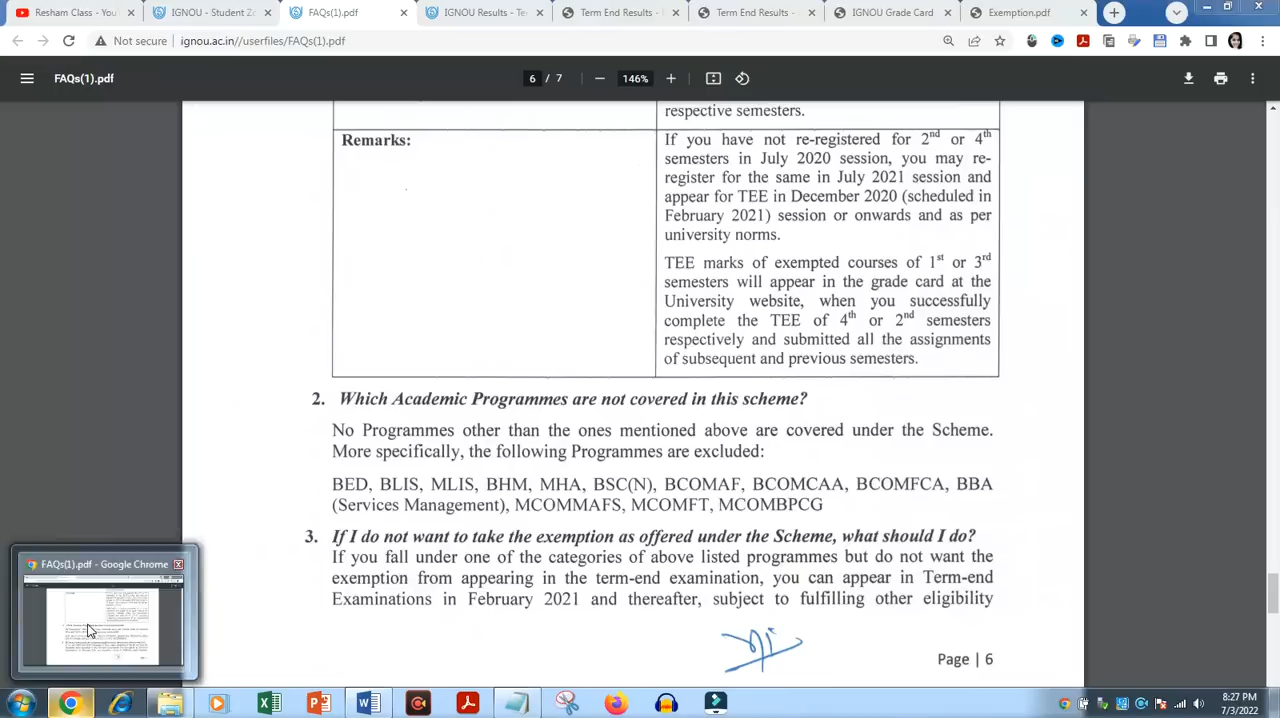 Resham Class - You
IGNOU - Student Z
FAQs(1).pdf
IGNOU Results - Te
Term End Results -
Term End Results -
IGNOU Grade Card
Exemption.pdf
Not secure | ignou.ac.in//userfiles/FAQs(1).pdf
FAQs(1).pdf
6 / 7
146%
respective semesters.
Remarks:
If you have not re-registered for 2nd or 4th
semesters in July 2020 session, you may re-
register for the same in July 2021 session and
appear for TEE in December 2020 (scheduled in
February 2021) session or onwards and as per
university norms.
TEE marks of exempted courses of 1st or 3rd
semesters will appear in the grade card at the
University website, when you successfully
complete the TEE of 4th or 2nd semesters
respectively and submitted all the assignments
of subsequent and previous semesters.
2. Which Academic Programmes are not covered in this scheme?
No Programmes other than the ones mentioned above are covered under the Scheme.
More specifically, the following Programmes are excluded:
BED, BLIS, MLIS, BHM, MHA, BSC(N), BCOMAF, BCOMCAA, BCOMFCA, BBA
(Services Management), MCOMMAFS, MCOMFT, MCOMBPCG
3. If I do not want to take the exemption as offered under the Scheme, what should I do?
If you fall under one of the categories of above listed programmes but do not want the
exemption from appearing in the term-end examination, you can appear in Term-end
Examinations in February 2021 and thereafter, subject to fulfilling other eligibility
Page | 6
FAQs(1).pdf - Google Chrome
8:27 PM
7/3/2022